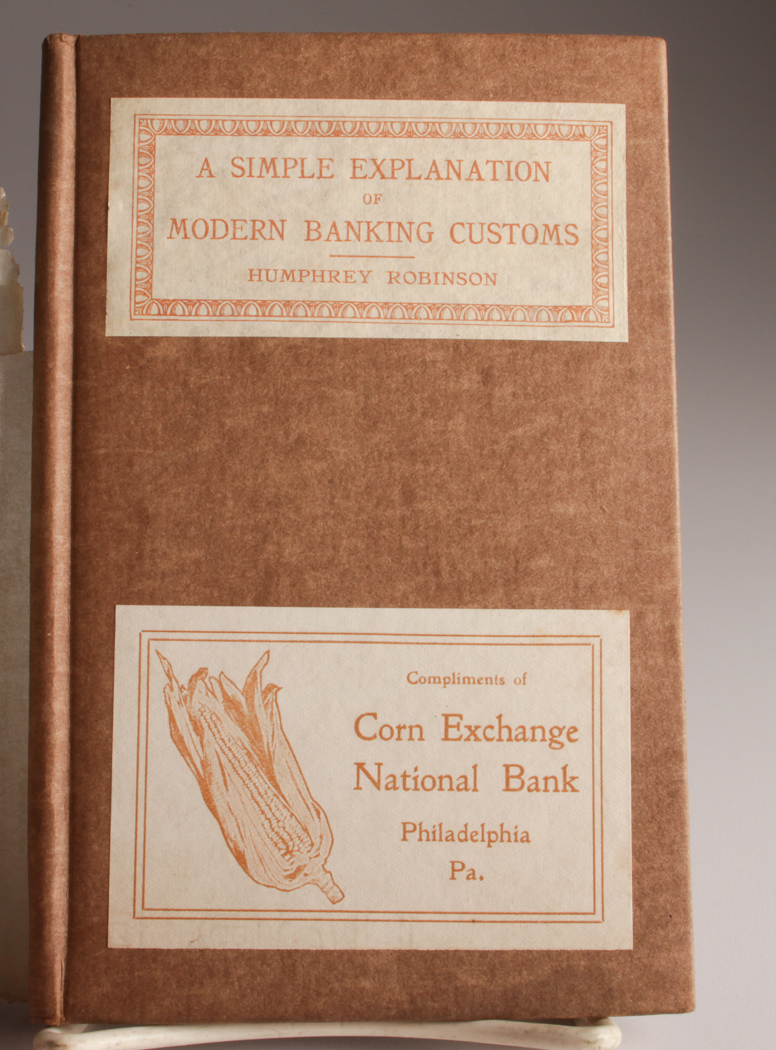 A SIMPLE EXPLANATION
OF
MODERN BANKING CUSTOMS
HUMPHREY ROBINSON
Compliments of
Corn Exchange
National Bank
Philadelphia
Pa.